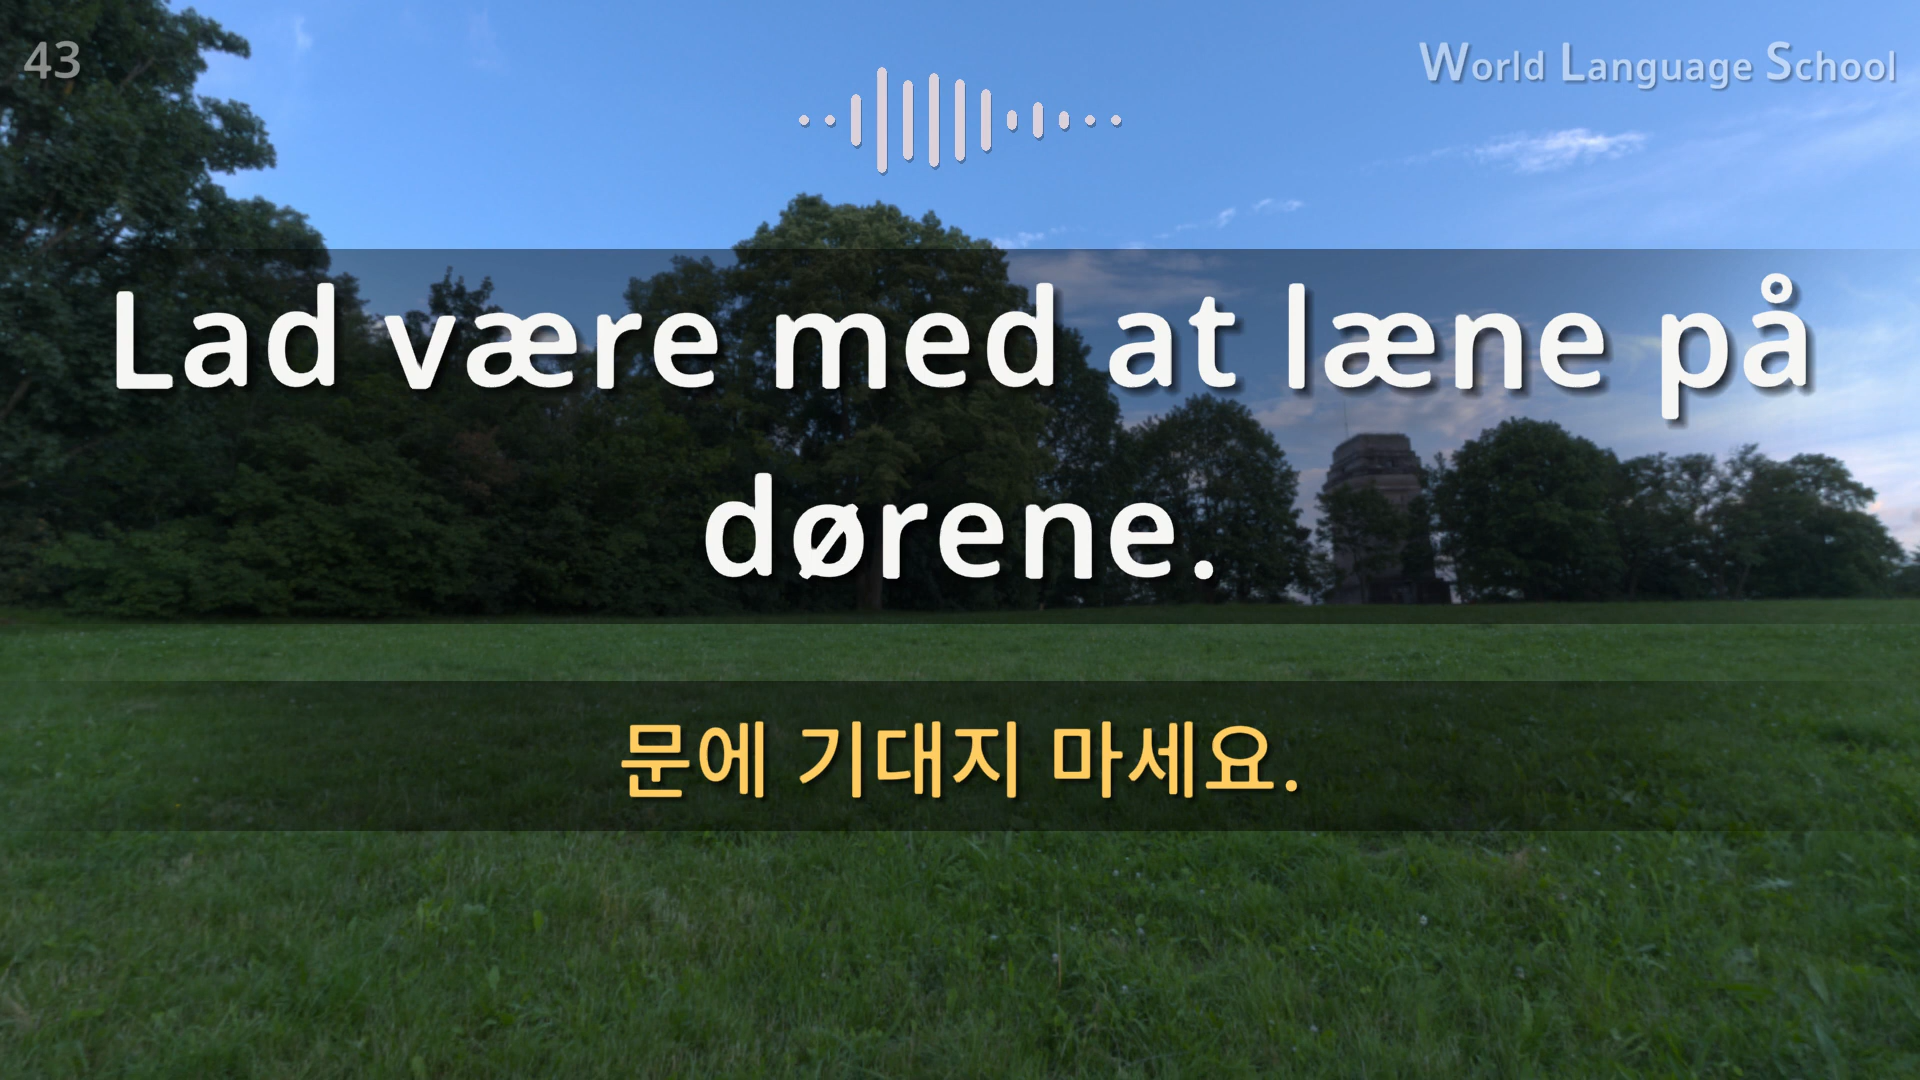 43
World Language School
Lad være med at læne på
dørene.
문에 기대지 마세요.